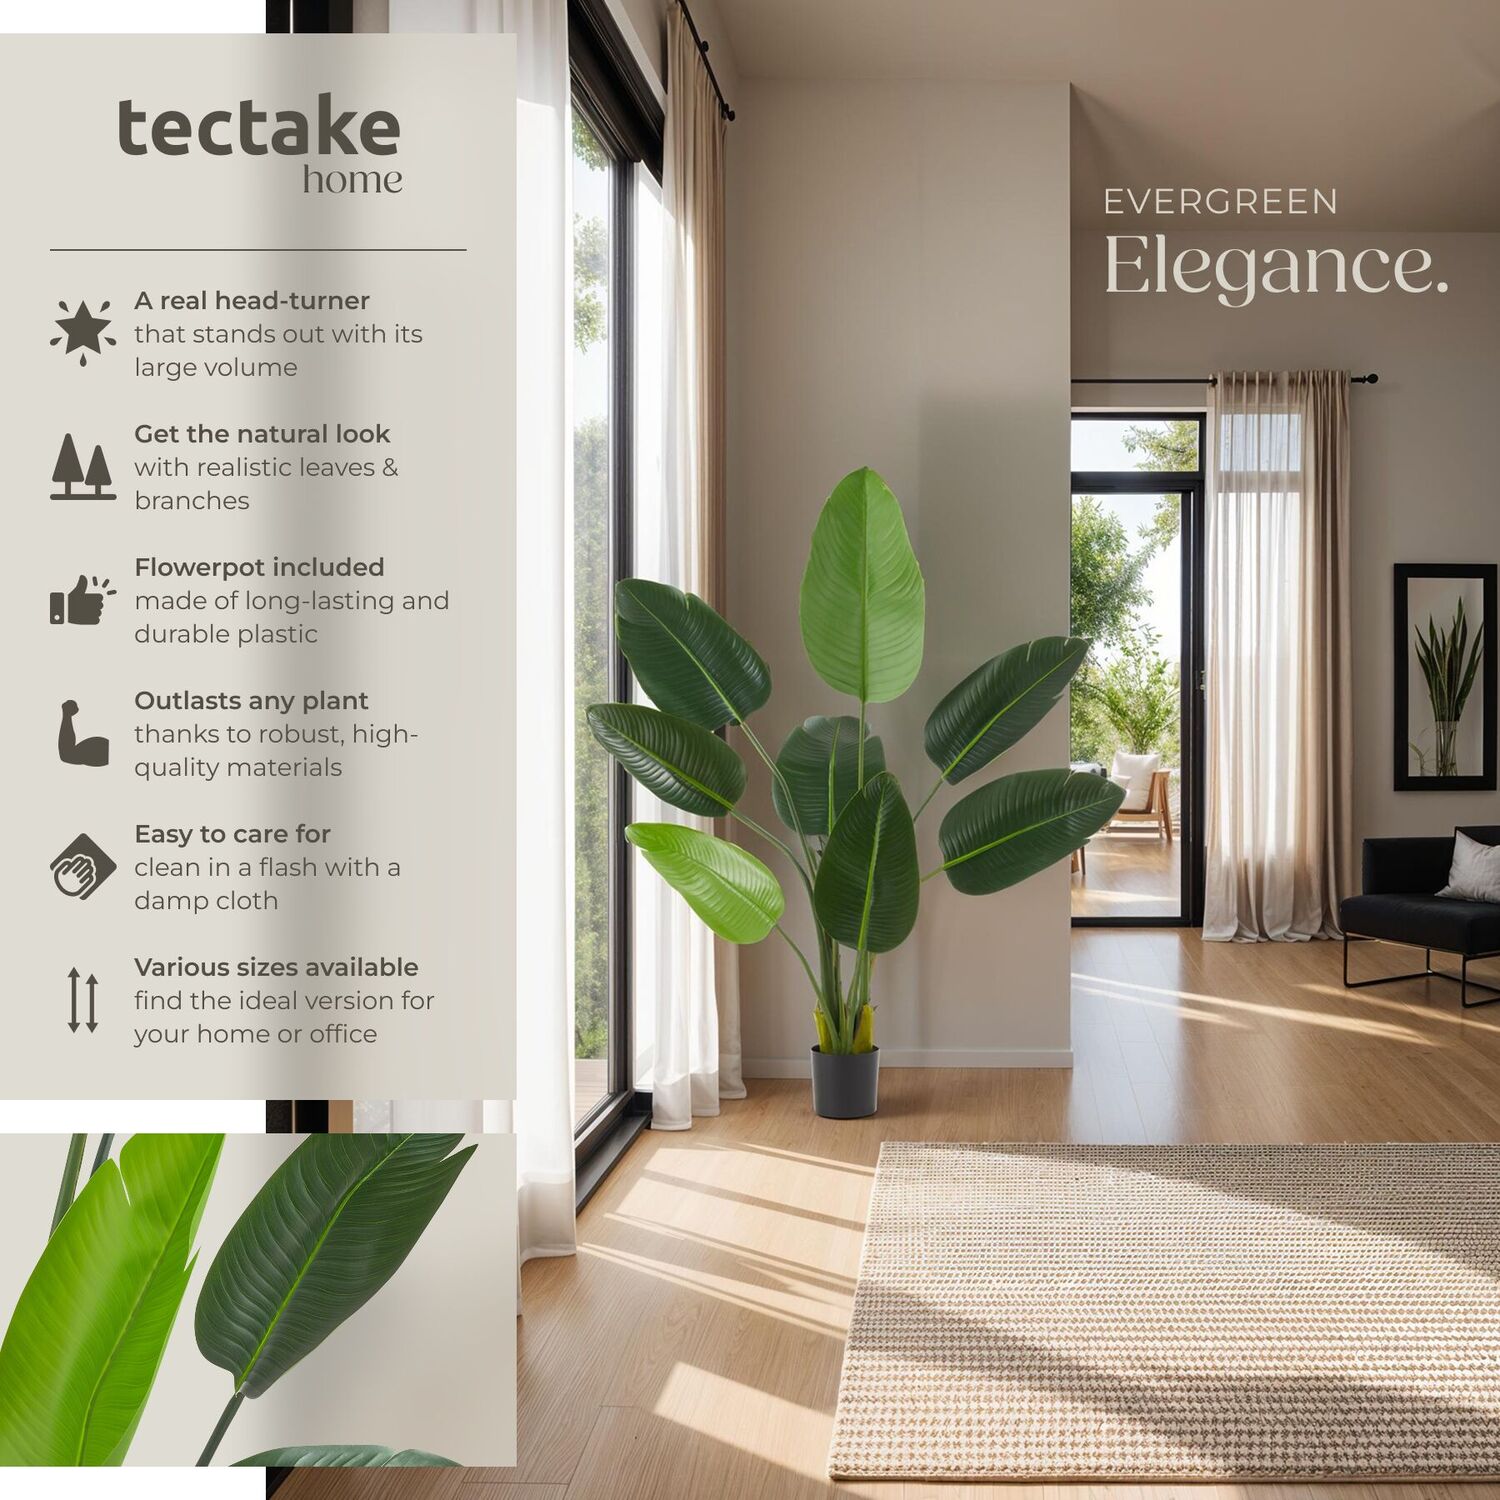 tectake
home
A real head-turner
that stands out with its
large volume
Get the natural look
with realistic leaves &
branches
Flowerpot included
made of long-lasting and
durable plastic
Outlasts any plant
thanks to robust, high-
quality materials
Easy to care for
clean in a flash with a
damp cloth
Various sizes available
find the ideal version for
your home or office
EVERGREEN
Elegance.